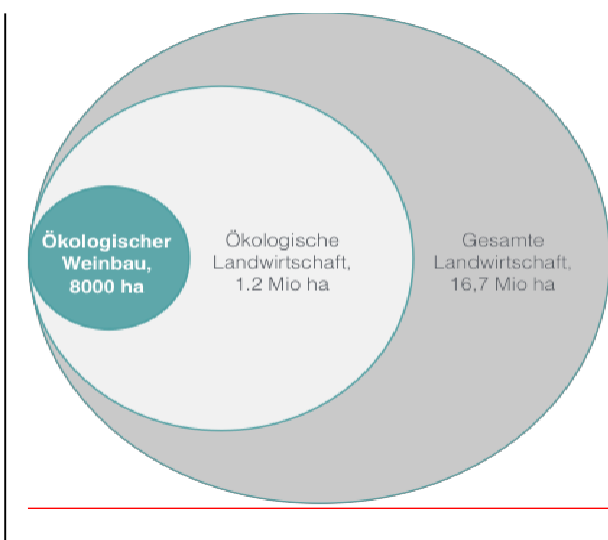 Ökologischer
Weinbau,
8000 ha
Ökologische
Landwirtschaft,
1.2 Mio ha
Gesamte
Landwirtschaft,
16,7 Mio ha